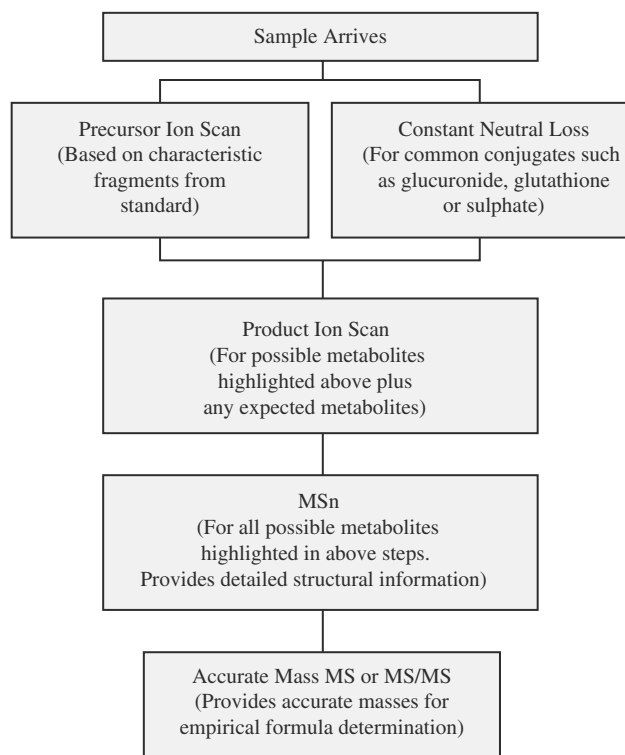 Sample Arrives
Precursor Ion Scan
(Based on characteristic
fragments from
standard)
Constant Neutral Loss
(For common conjugates such
as glucuronide, glutathione
or sulphate)
Product Ion Scan
(For possible metabolites
highlighted above plus
any expected metabolites)
MSn
(For all possible metabolites
highlighted in above steps.
Provides detailed structural information)
Accurate Mass MS or MS/MS
(Provides accurate masses for
empirical formula determination)